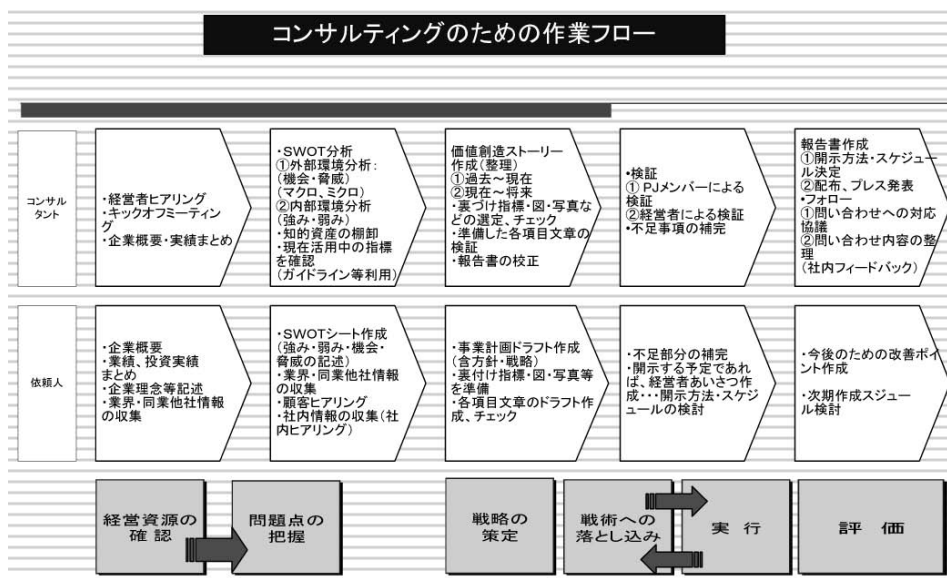 コンサルティングのための作業フロー
コンサル
タント
・経営者ヒアリング
・キックオフミーティン
グ
・企業概要・実績まとめ
・SWOT分析
①外部環境分析：
(機会・脅威)
(マクロ、ミクロ)
②内部環境分析
(強み・弱み)
・知的資産の棚卸
・現在活用中の指標
を確認
(ガイドライン等利用)
価値創造ストーリー
作成(整理)
①過去～現在
②現在～将来
・裏づけ指標・図・写真な
どの選定、チェック
・準備した各項目文章の
検証
・報告書の校正
・検証
① PJメンバーによる
検証
②経営者による検証
・不足事項の補完
報告書作成
①開示方法・スケジュー
ル決定
②配布、プレス発表
・フォロー
①問い合わせへの対応
協議
②問い合わせ内容の整
理
(社内フィードバック)
依頼人
・企業概要
・業績、投資実績
まとめ
・企業理念等記述
・業界・同業他社情報
の収集
・SWOTシート作成
(強み・弱み・機会・
脅威の記述)
・業界・同業他社情報
の収集
・顧客ヒアリング
・社内情報の収集(社
内ヒアリング)
・事業計画ドラフト作成
(含方針・戦略)
・裏付け指標・図・写真等
を準備
・各項目文章のドラフト作
成、チェック
・不足部分の補完
・開示する予定であれ
ば、経営者あいさつ作
成・・・開示方法・スケジ
ュールの検討
・今後のための改善ポイ
ント作成
・次期作成スジュー
ル検討
経営資源の
確認
問題点の
把握
戦略の
策定
戦術への
落とし込み
実 行
評 価